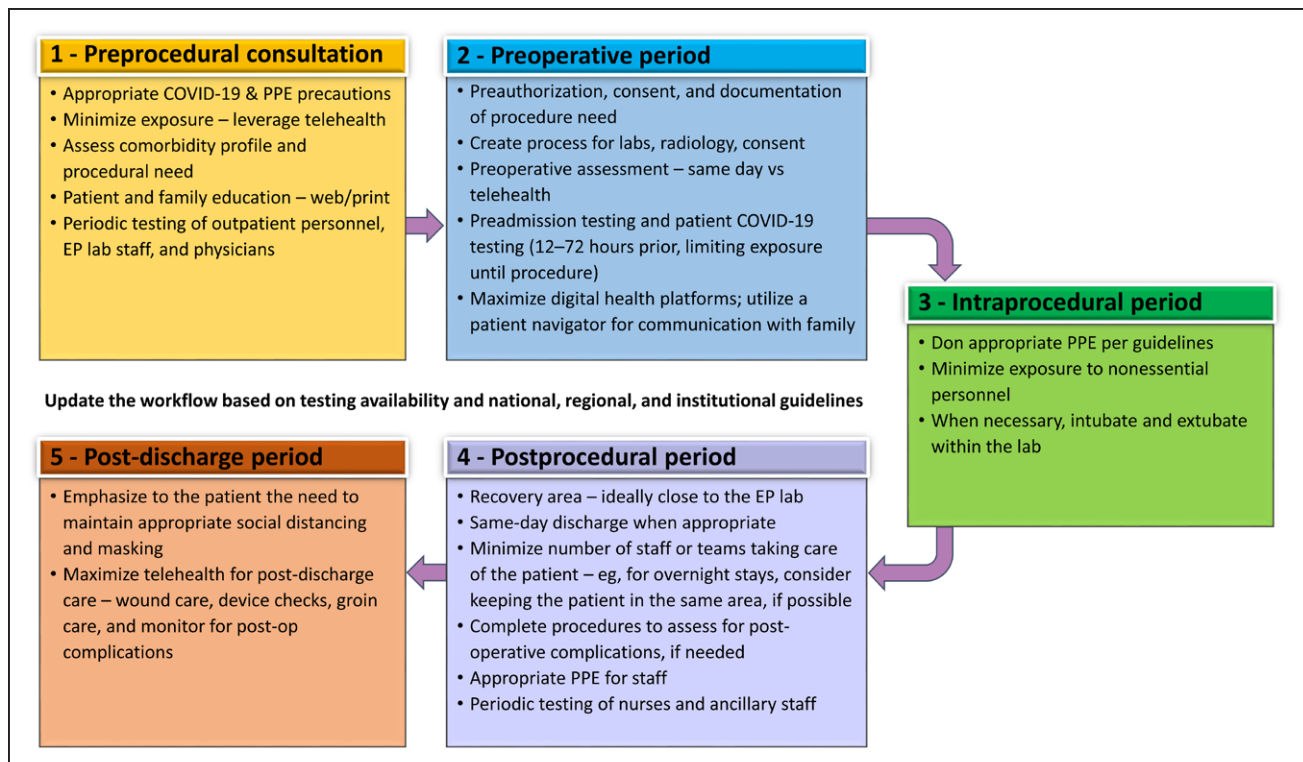 1 - Preprocedural consultation
• Appropriate COVID-19 & PPE precautions
• Minimize exposure – leverage telehealth
• Assess comorbidity profile and
procedural need
• Patient and family education – web/print
• Periodic testing of outpatient personnel,
EP lab staff, and physicians
2 - Preoperative period
• Preauthorization, consent, and documentation
of procedure need
• Create process for labs, radiology, consent
• Preoperative assessment – same day vs
telehealth
• Preadmission testing and patient COVID-19
testing (12–72 hours prior, limiting exposure
until procedure)
• Maximize digital health platforms; utilize a
patient navigator for communication with family
3 - Intraprocedural period
• Don appropriate PPE per guidelines
• Minimize exposure to nonessential
personnel
• When necessary, intubate and extubate
within the lab
Update the workflow based on testing availability and national, regional, and institutional guidelines
4 - Postprocedural period
• Recovery area – ideally close to the EP lab
• Same-day discharge when appropriate
• Minimize number of staff or teams taking care
of the patient – eg, for overnight stays, consider
keeping the patient in the same area, if possible
• Complete procedures to assess for post-
operative complications, if needed
• Appropriate PPE for staff
• Periodic testing of nurses and ancillary staff
5 - Post-discharge period
• Emphasize to the patient the need to
maintain appropriate social distancing
and masking
• Maximize telehealth for post-discharge
care – wound care, device checks, groin
care, and monitor for post-op
complications